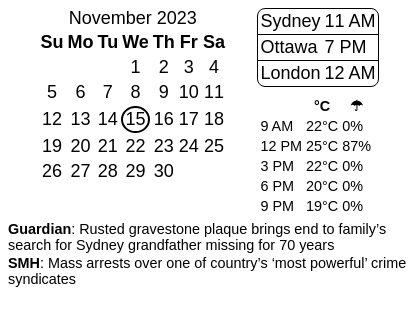 November 2023
Su Mo Tu We Th Fr Sa
1 2 3 4
5 6 7 8 9 10 11
12 13 14 15 16 17 18
19 20 21 22 23 24 25
26 27 28 29 30
Sydney 11 AM
Ottawa 7 PM
London 12 AM
°C ☂
9 AM 22°C 0%
12 PM 25°C 87%
3 PM 22°C 0%
6 PM 20°C 0%
9 PM 19°C 0%
Guardian: Rusted gravestone plaque brings end to family’s
search for Sydney grandfather missing for 70 years
SMH: Mass arrests over one of country’s ‘most powerful’ crime
syndicates